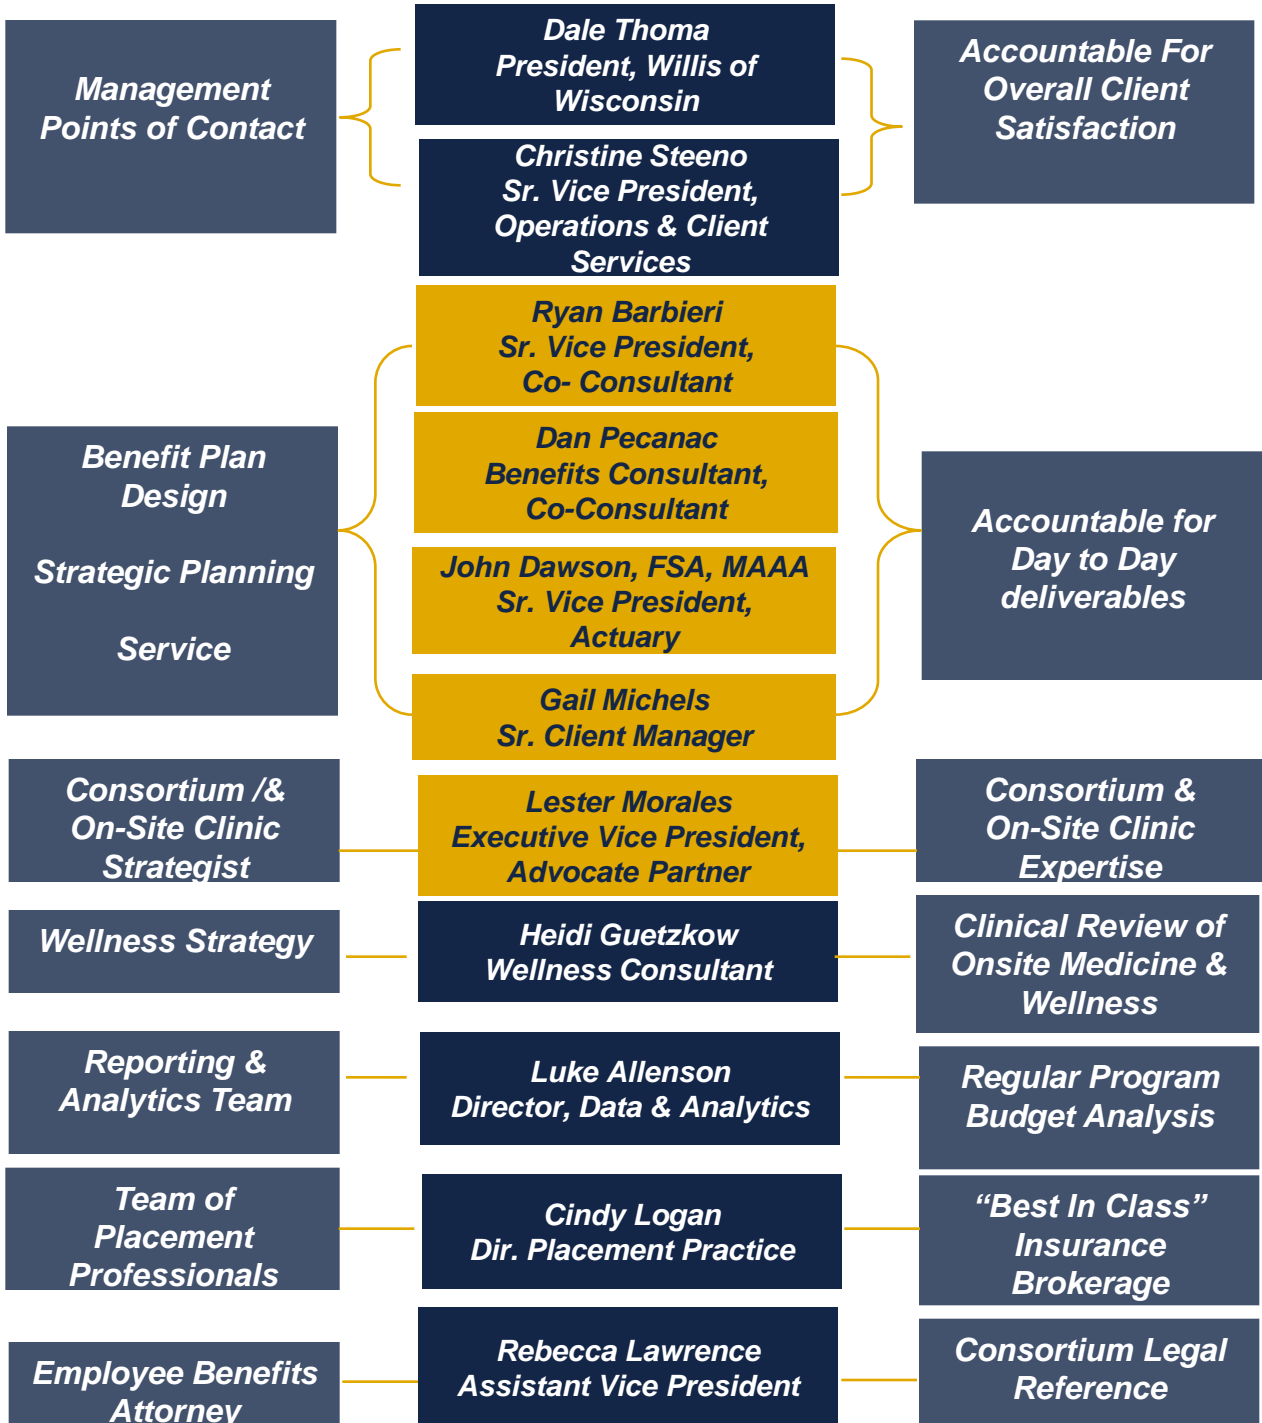 Management
Points of Contact
Dale Thoma
President, Willis of
Wisconsin
Christine Steeno
Sr. Vice President,
Operations & Client
Services
Accountable For
Overall Client
Satisfaction
Benefit Plan
Design
Strategic Planning
Service
Ryan Barbieri
Sr. Vice President,
Co- Consultant
Dan Pecanac
Benefits Consultant,
Co-Consultant
John Dawson, FSA, MAAA
Sr. Vice President,
Actuary
Gail Michels
Sr. Client Manager
Accountable for
Day to Day
deliverables
Consortium /&
On-Site Clinic
Strategist
Lester Morales
Executive Vice President,
Advocate Partner
Consortium &
On-Site Clinic
Expertise
Wellness Strategy
Heidi Guetzkow
Wellness Consultant
Clinical Review of
Onsite Medicine &
Wellness
Reporting &
Analytics Team
Luke Allenson
Director, Data & Analytics
Regular Program
Budget Analysis
Team of
Placement
Professionals
Cindy Logan
Dir. Placement Practice
“Best In Class”
Insurance
Brokerage
Employee Benefits
Attorney
Rebecca Lawrence
Assistant Vice President
Consortium Legal
Reference